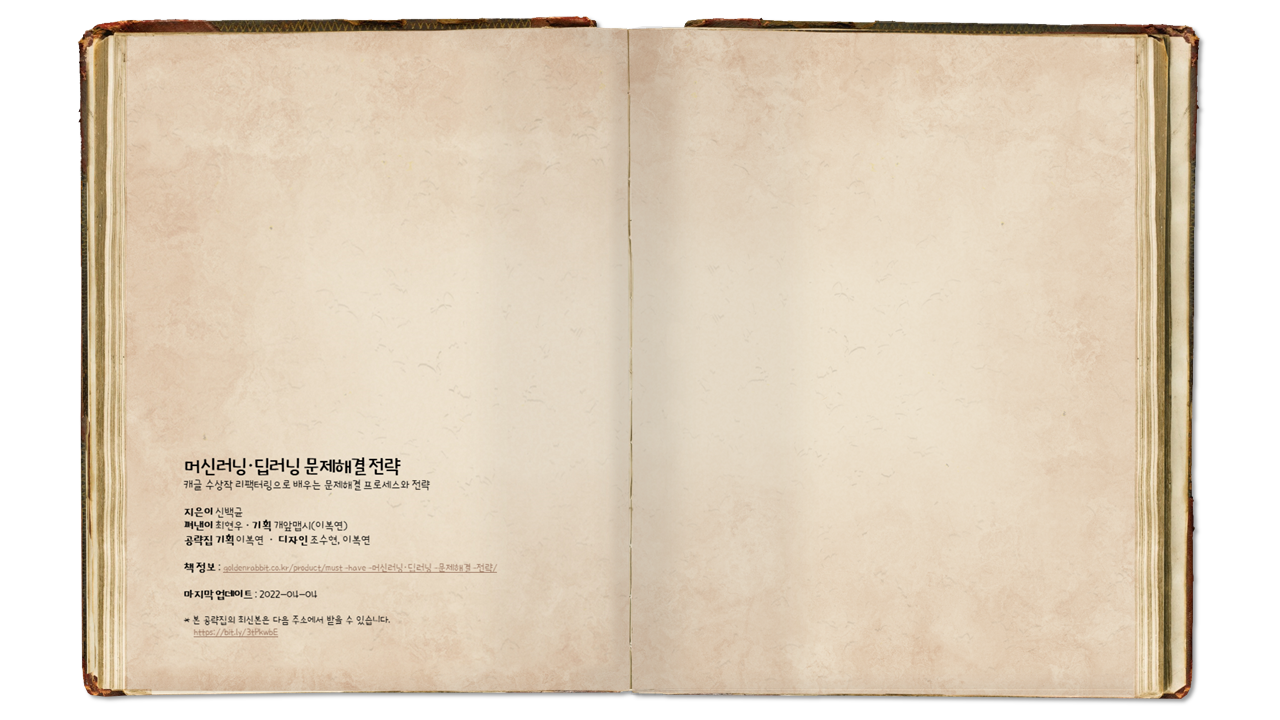 머신러닝·딥러닝 문제해결 전략
캐글 수상작 리팩터링으로 배우는 문제해결 프로세스와 전략
지은이 신백균
펴낸이 최현우 · 기획 개앞맵시(이복연)
공략집 기획 이복연 · 디자인 조수연, 이복연
책 정보 : goldenrabbit.co.kr/product/must-have-머신러닝·딥러닝-문제해결-전략/
마지막 업데이트 : 2022-04-04
* 본 공략집의 최신본은 다음 주소에서 받을 수 있습니다.
https://bit.ly/3tPkwbE